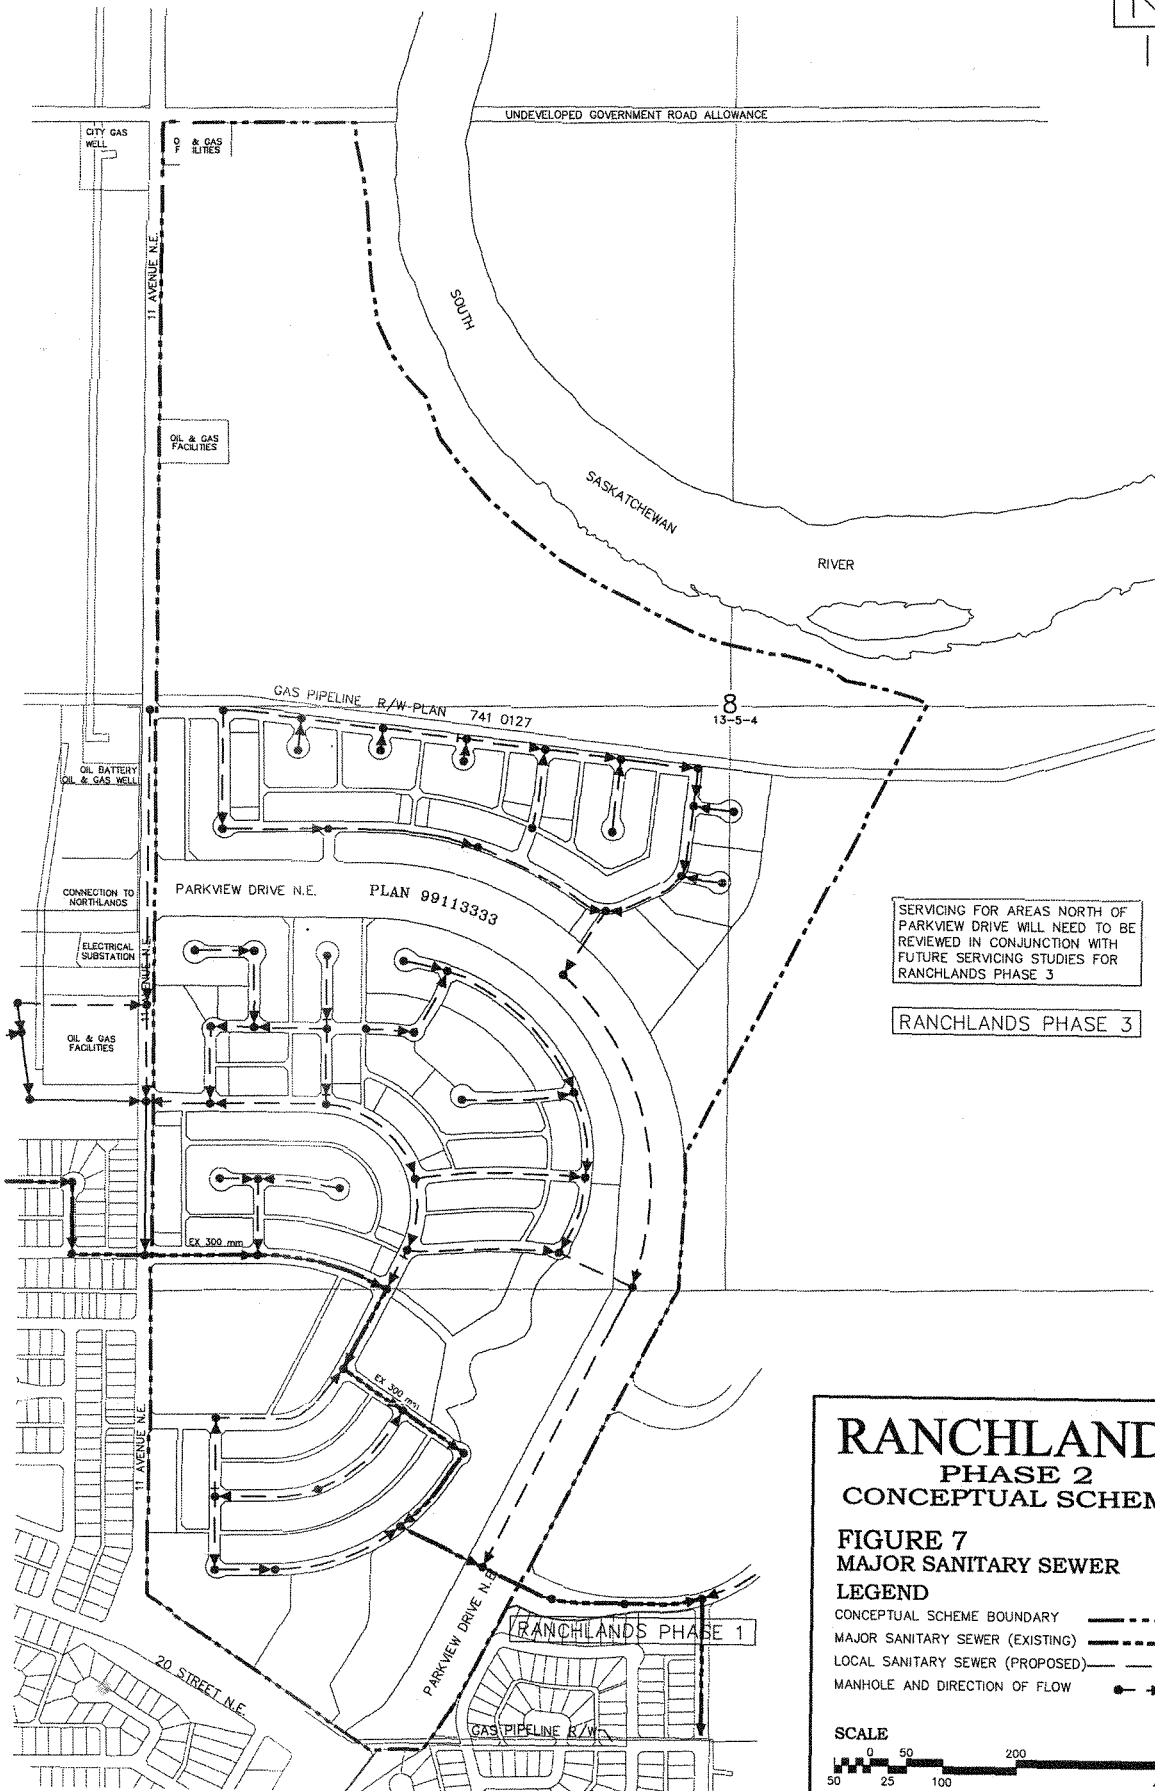 N
UNDEVELOPED GOVERNMENT ROAD ALLOWANCE
CITY GAS
WELL
O & GAS
F ILITIES
11 AVENUE N.E.
SOUTH
OIL & GAS
FACILITIES
SASKATCHEWAN
RIVER
8
13-5-4
GAS PIPELINE R/W-PLAN 741 0127
OIL BATTERY
OIL & GAS WELL
CONNECTION TO
NORTHLANDS
PARKVIEW DRIVE N.E.
PLAN 99113333
ELECTRICAL
SUBSTATION
SERVICING FOR AREAS NORTH OF
PARKVIEW DRIVE WILL NEED TO BE
REVIEWED IN CONJUNCTION WITH
FUTURE SERVICING STUDIES FOR
RANCHLANDS PHASE 3
RANCHLANDS PHASE 3
OIL & GAS
FACILITIES
EX 300 mm
EX 300 mm
11 AVENUE N.E.
PARKVIEW DRIVE N.E.
RANCHLANDS PHASE 1
20 STREET N.E.
GAS PIPELINE R/W
RANCHLAND
PHASE 2
CONCEPTUAL SCHEM
FIGURE 7
MAJOR SANITARY SEWER
LEGEND
CONCEPTUAL SCHEME BOUNDARY
MAJOR SANITARY SEWER (EXISTING)
LOCAL SANITARY SEWER (PROPOSED)
MANHOLE AND DIRECTION OF FLOW
SCALE
0 50 200
50 25 100